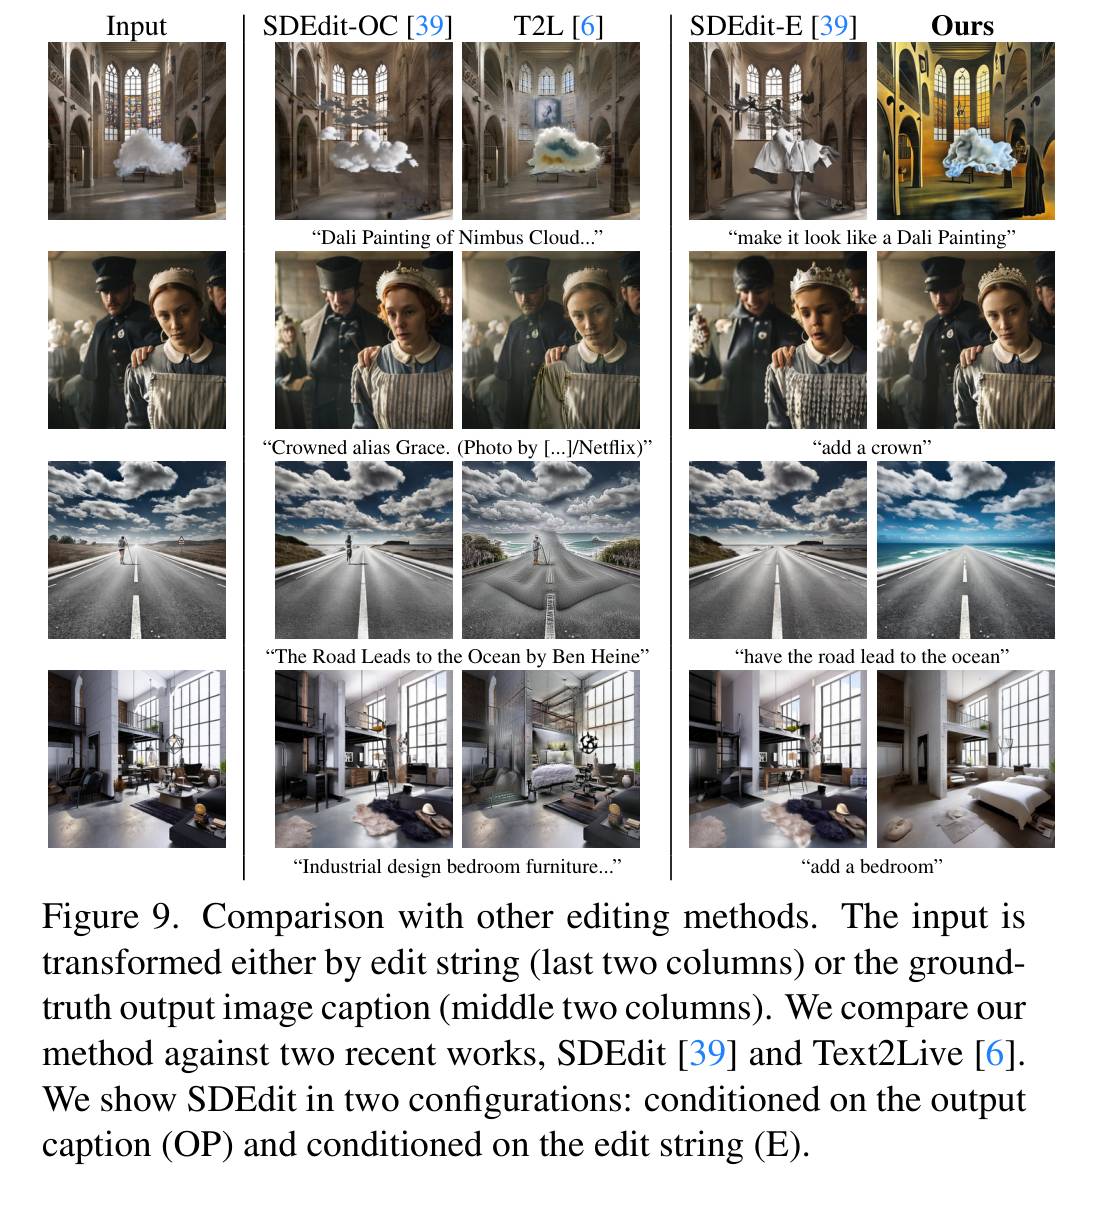 Input SDEdit-OC [39] T2L [6] SDEdit-E [39] Ours
“Dali Painting of Nimbus Cloud...” “make it look like a Dali Painting”
“Crowned alias Grace. (Photo by [...]/Netflix)” “add a crown”
“The Road Leads to the Ocean by Ben Heine” “have the road lead to the ocean”
“Industrial design bedroom furniture...” “add a bedroom”
Figure 9. Comparison with other editing methods. The input is
transformed either by edit string (last two columns) or the ground-
truth output image caption (middle two columns). We compare our
method against two recent works, SDEdit [39] and Text2Live [6].
We show SDEdit in two configurations: conditioned on the output
caption (OP) and conditioned on the edit string (E).